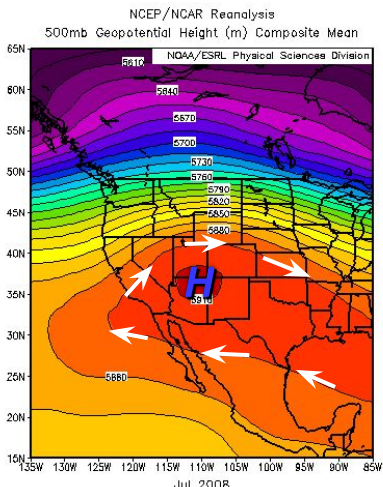 NCEP/NCAR Reanalysis
500mb Geopotential Height (m) Composite Mean
NOAA/ESRL Physical Sciences Division
65N
60N
55N
50N
45N
40N
35N
30N
25N
20N
15N
5610
5640
5670
5700
5730
5760
5790
5820
5850
5880
H
5910
5880
135W 130W 125W 120W 115W 110W 105W 100W 95W 90W 85W
Jul 2008